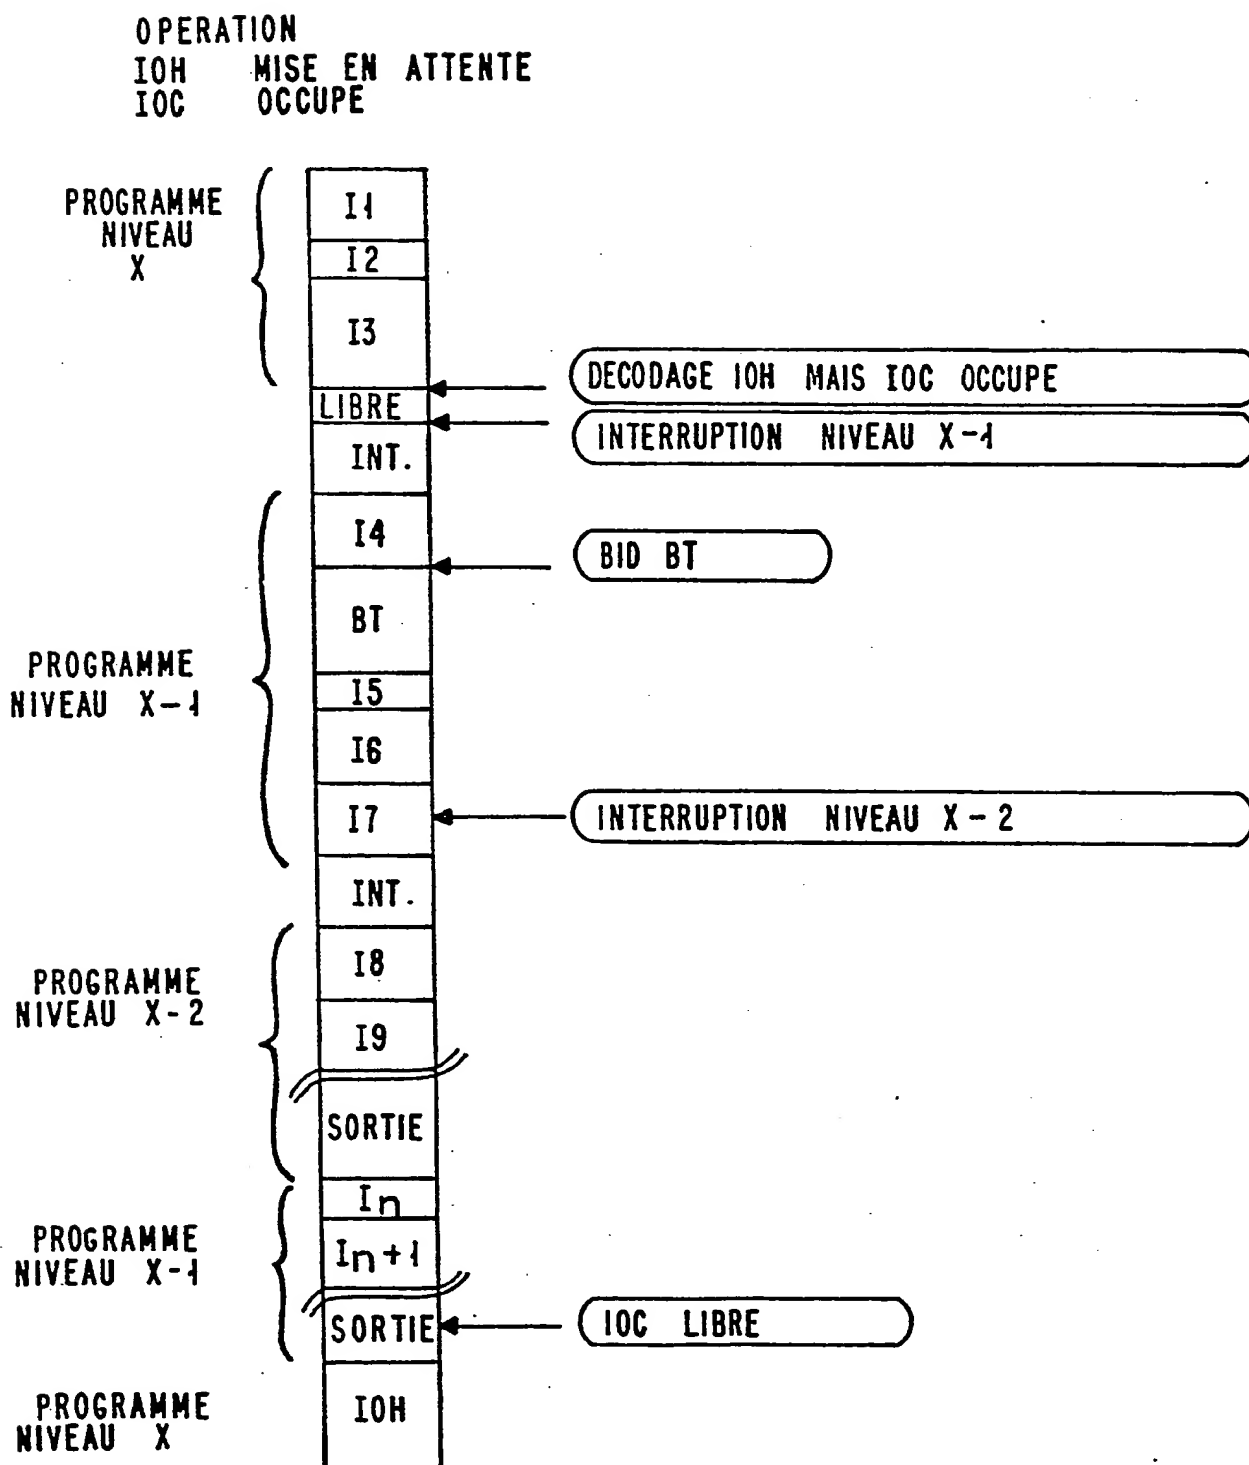 OPERATION
IOH MISE EN ATTENTE
IOC OCCUPE
PROGRAMME
NIVEAU
X
I1
I2
I3
DECODAGE IOH MAIS IOC OCCUPE
LIBRE
INTERRUPTION NIVEAU X-1
INT.
I4
BID BT
BT
PROGRAMME
NIVEAU X-1
I5
I6
I7
INTERRUPTION NIVEAU X-2
INT.
I8
PROGRAMME
NIVEAU X-2
I9
SORTIE
In
PROGRAMME
NIVEAU X-1
In+1
SORTIE
IOC LIBRE
PROGRAMME
NIVEAU X
IOH